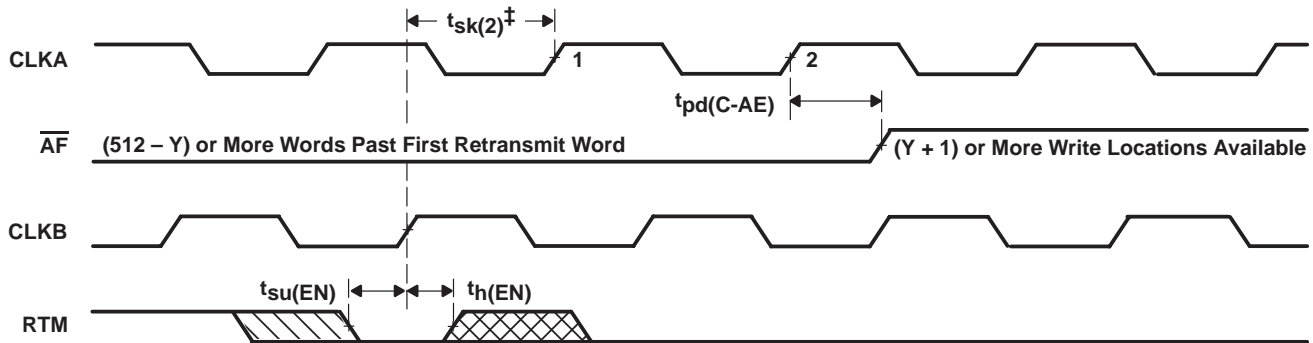 tsk(2)‡
CLKA
1
2
tpd(C-AE)
AF
(512 – Y) or More Words Past First Retransmit Word
(Y + 1) or More Write Locations Available
CLKB
tsu(EN)
th(EN)
RTM